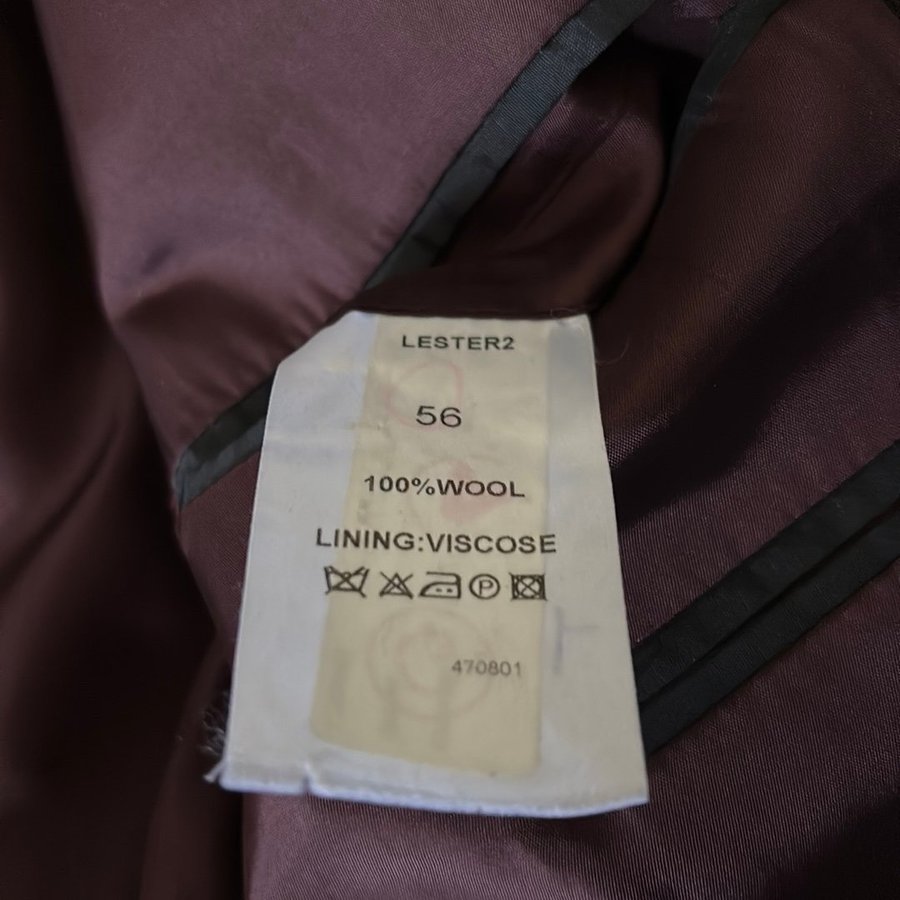 LESTER2
56
100%WOOL
LINING:VISCOSE
P
470801